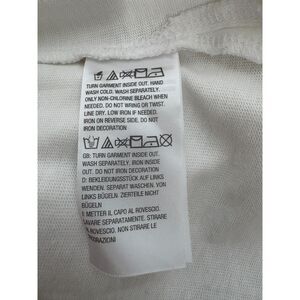 TURN GARMENT INSIDE OUT. HAND
WASH COLD. WASH SEPARATELY.
ONLY NON-CHLORINE BLEACH WHEN
NEEDED. DO NOT WRING OR TWIST.
LINE DRY. LOW IRON IF NEEDED.
IRON ON REVERSE SIDE. DO NOT
IRON DECORATION
GB: TURN GARMENT INSIDE OUT.
WASH SEPARATELY. IRON INSIDE
OUT. DO NOT IRON DECORATION
D: BEKLEIDUNGSSTÜCK AUF LINKS
WENDEN. SEPARAT WASCHEN. VON
LINKS BÜGELN. ZIERTEILE NICHT
BÜGELN
I: METTERE IL CAPO AL ROVESCIO.
LAVARE SEPARATAMENTE. STIRARE
A ROVESCIO. NON STIRARE LE
DECORAZIONI